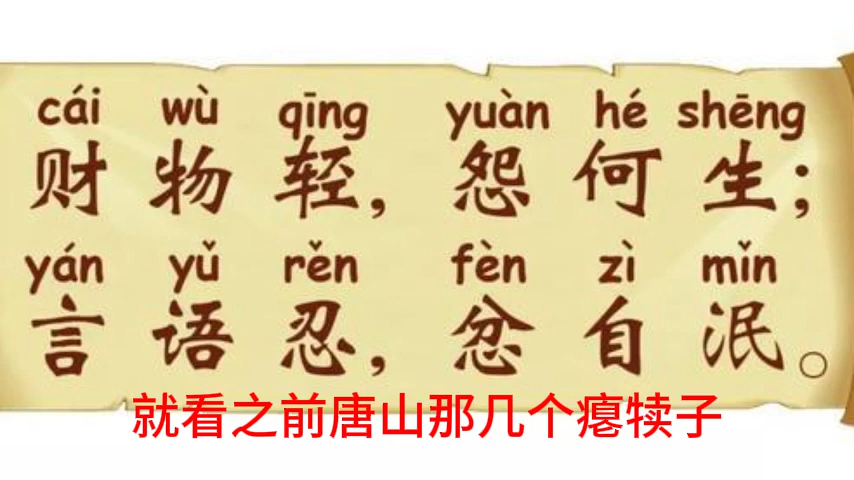 cái wù qīng yuàn hé shēng
财物轻，怨何生；
yán yǔ rěn fèn zì mǐn
言语忍，忿自泯。
就看之前唐山那几个瘪犊子